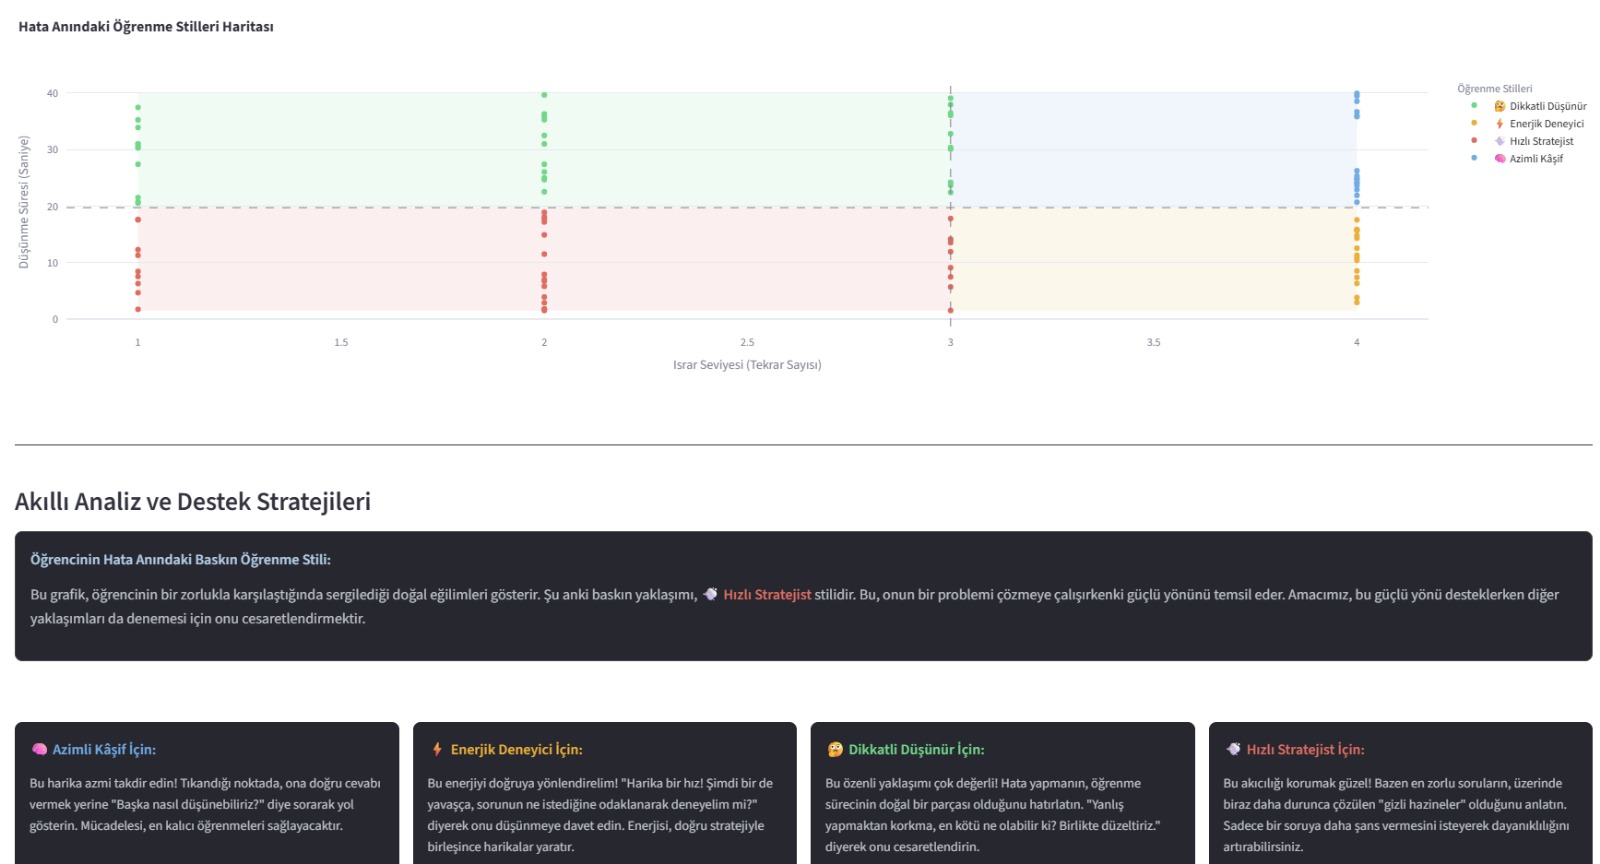 Hata Anındaki Öğrenme Stilleri Haritası
Düşünme Süresi (Saniye)
40
30
20
10
0
1
1.5
2
2.5
3
3.5
4
Israr Seviyesi (Tekrar Sayısı)
Öğrenme Stilleri
Dikkatli Düşünür
Enerjik Deneyici
Hızlı Stratejist
Azimli Kâşif
Akıllı Analiz ve Destek Stratejileri
Öğrencinin Hata Anındaki Baskın Öğrenme Stili:
Bu grafik, öğrencinin bir zorlukla karşılaştığında sergilediği doğal eğilimleri gösterir. Şu anki baskın yaklaşımı, Hızlı Stratejist stilidir. Bu, onun bir problemi çözmeye çalışırkenki güçlü yönünü temsil eder. Amacımız, bu güçlü yönü desteklerken diğer
yaklaşımları da denemesi için onu cesaretlendirmektir.
Azimli Kâşif İçin:
Bu harika azmi takdir edin! Tıkandığı noktada, ona doğru cevabı
vermek yerine "Başka nasıl düşünebiliriz?" diye sorarak yol
gösterin. Mücadelesi, en kalıcı öğrenmeleri sağlayacaktır.
Enerjik Deneyici İçin:
Bu enerjiyi doğruya yönlendirelim! "Harika bir hız! Şimdi bir de
yavaşça, sorunun ne istediğine odaklanarak deneyelim mi?"
diyerek onu düşünmeye davet edin. Enerjisi, doğru stratejiyle
birleşince harikalar yaratır.
Dikkatli Düşünür İçin:
Bu özenli yaklaşımı çok değerli! Hata yapmanın, öğrenme
sürecinin doğal bir parçası olduğunu hatırlatın. "Yanlış
yapmaktan korkma, en kötü ne olabilir ki? Birlikte düzeltiriz."
diyerek onu cesaretlendirin.
Hızlı Stratejist İçin:
Bu akıcılığı korumak güzel! Bazen en zorlu soruların, üzerinde
biraz daha durunca çözülen "gizli hazineler" olduğunu anlatın.
Sadece bir soruya daha şans vermesini isteyerek dayanıklılığını
artırabilirsiniz.